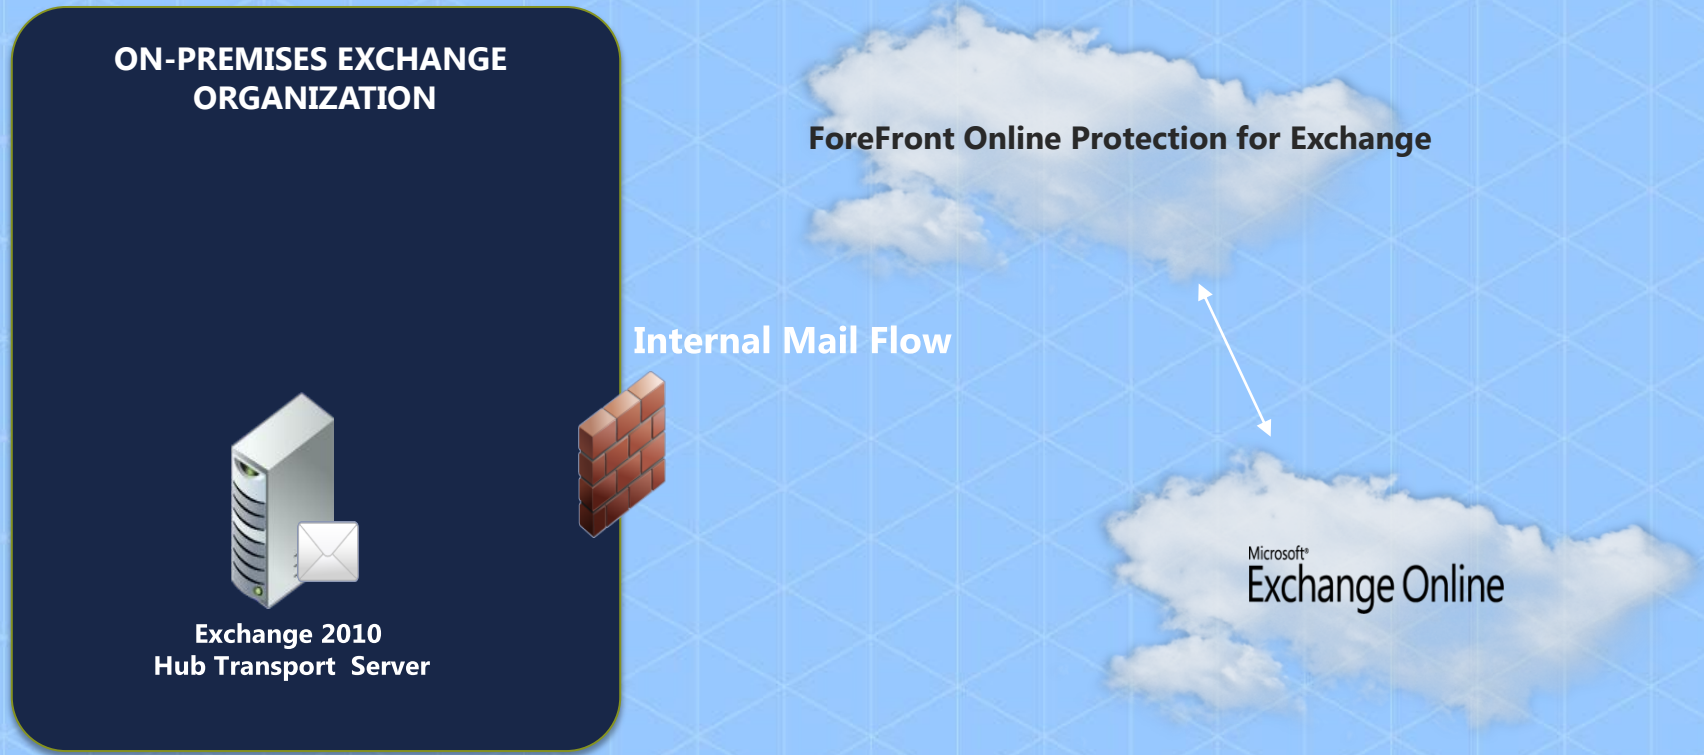 ON-PREMISES EXCHANGE
ORGANIZATION
ForeFront Online Protection for Exchange
Internal Mail Flow
Microsoft®
Exchange Online
Exchange 2010
Hub Transport  Server